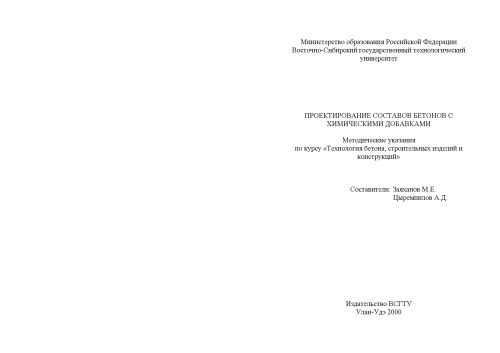 Министерство образования Российской Федерации
Восточно-Сибирский государственный технологический
университет
ПРОЕКТИРОВАНИЕ СОСТАВОВ БЕТОНОВ С
ХИМИЧЕСКИМИ ДОБАВКАМИ
Методические указания
по курсу «Технология бетона, строительных изделий и
конструкций»
Составители: Заяханов М.Е.
Цыремпилов А.Д.
Издательство ВСГТУ
Улан-Удэ 2000